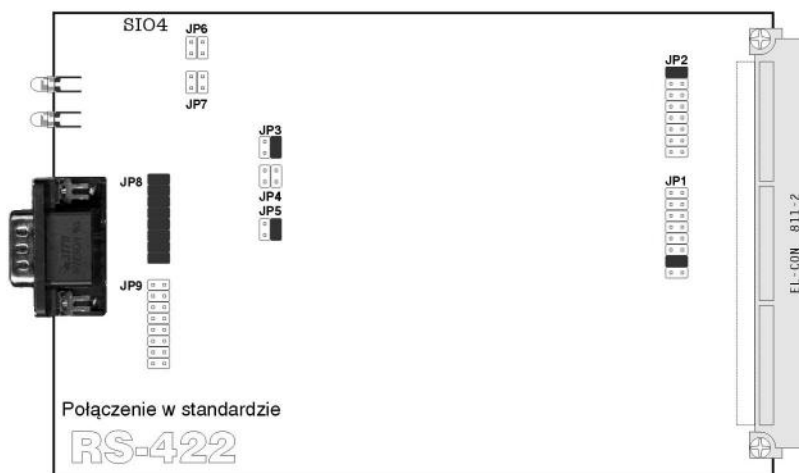 SIO4
JP6
JP7
JP2
JP3
JP8
JP4
JP5
JP1
JP9
EL-CON 811-2
Połączenie w standardzie
RS-422